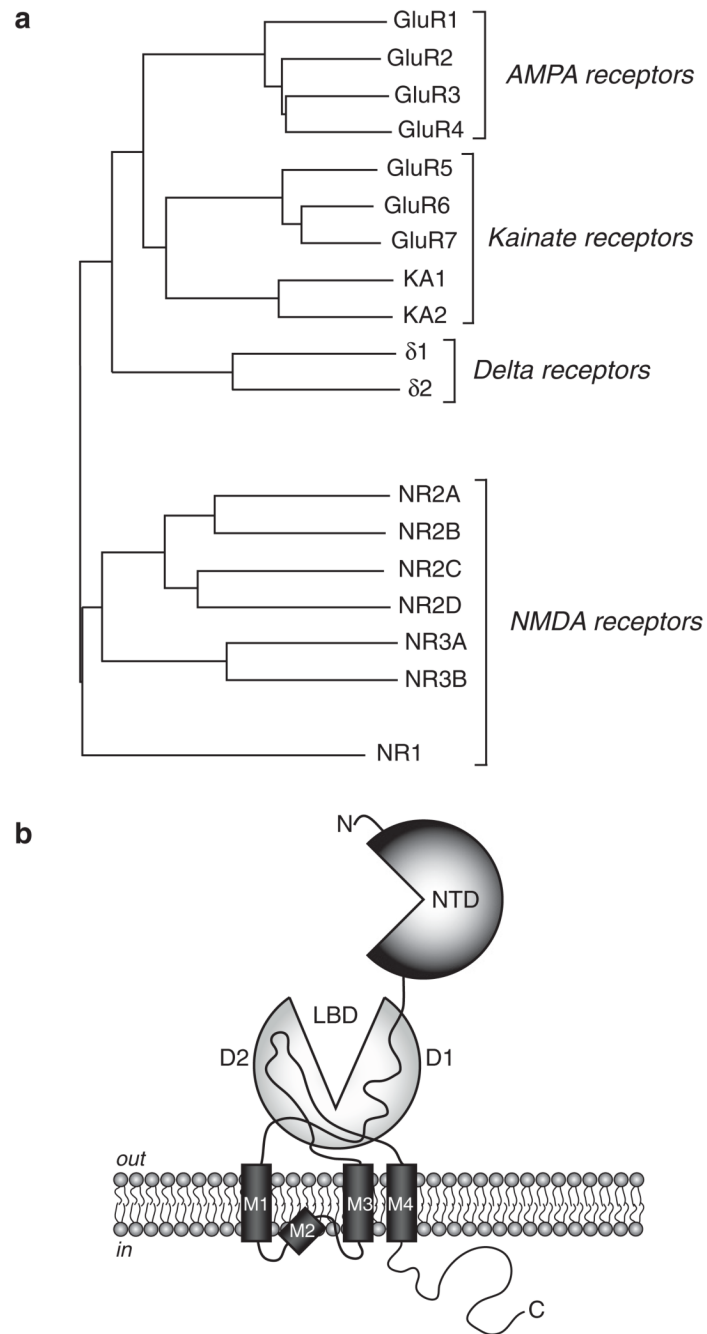 a
GluR1
GluR2
GluR3
GluR4
AMPA receptors
GluR5
GluR6
GluR7
KA1
KA2
Kainate receptors
δ1
δ2
Delta receptors
NR2A
NR2B
NR2C
NR2D
NR3A
NR3B
NR1
NMDA receptors
b
N
NTD
LBD
D2
D1
out
M1
M2
M3
M4
in
C